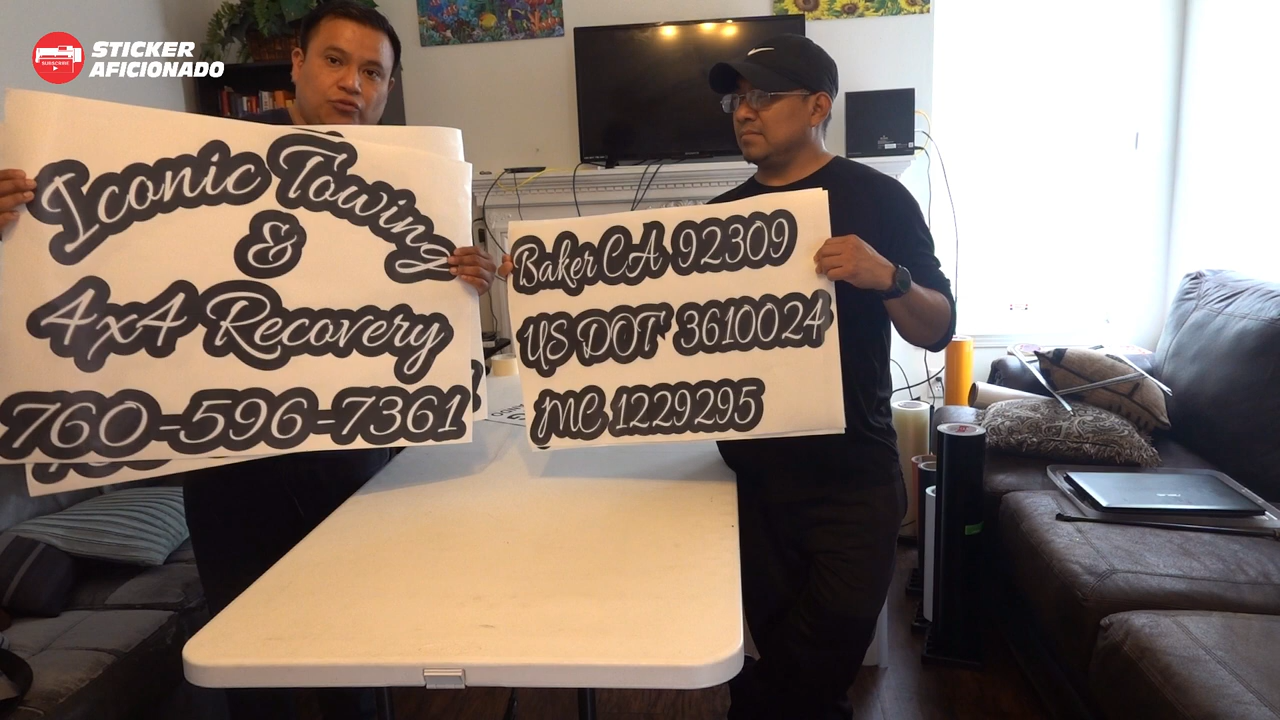 STICKER
AFICIONADO
SUBSCRIBE
Iconic Towing
&
4x4 Recovery
760-596-7361
Baker CA 92309
US DOT 3610024
MC 1229295